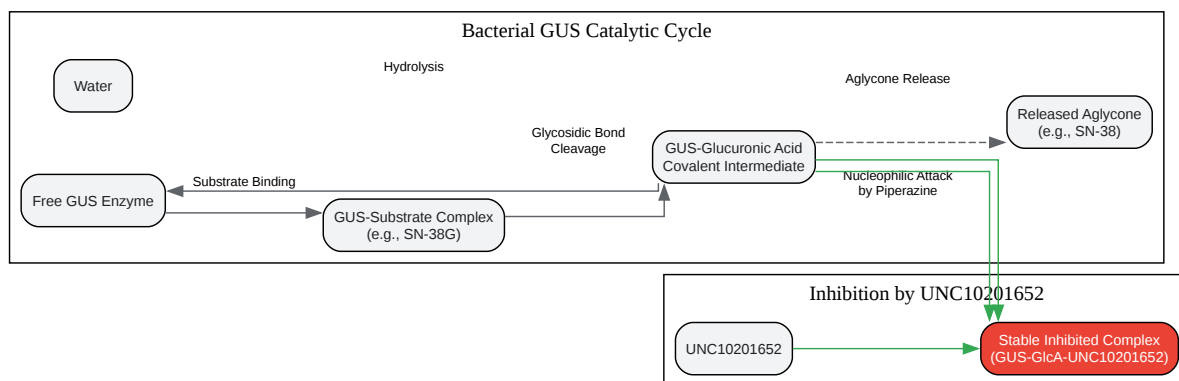 Bacterial GUS Catalytic Cycle
Hydrolysis
Aglycone Release
Water
Released Aglycone
(e.g., SN-38)
Glycosidic Bond
Cleavage
GUS-Glucuronic Acid
Covalent Intermediate
Substrate Binding
Nucleophilic Attack
by Piperazine
Free GUS Enzyme
GUS-Substrate Complex
(e.g., SN-38G)
Inhibition by UNC10201652
UNC10201652
Stable Inhibited Complex
(GUS-GlcA-UNC10201652)